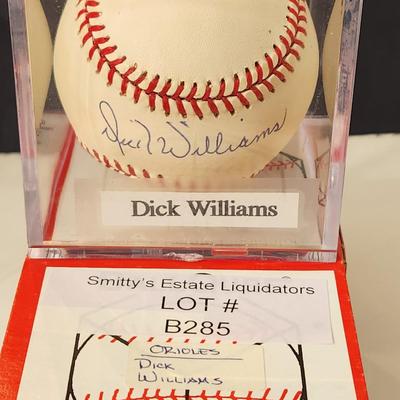 Dick Williams
Dick Williams
Smitty's Estate Liquidators
LOT #
B285
ORIOLES
DICK
WILLIAMS